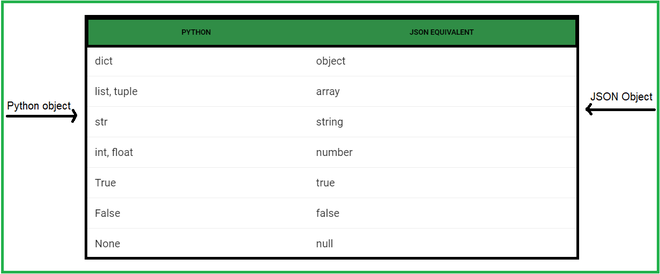 PYTHON JSON EQUIVALENT
dict object
list, tuple array
Python object
JSON Object
str string
int, float number
True true
False false
None null